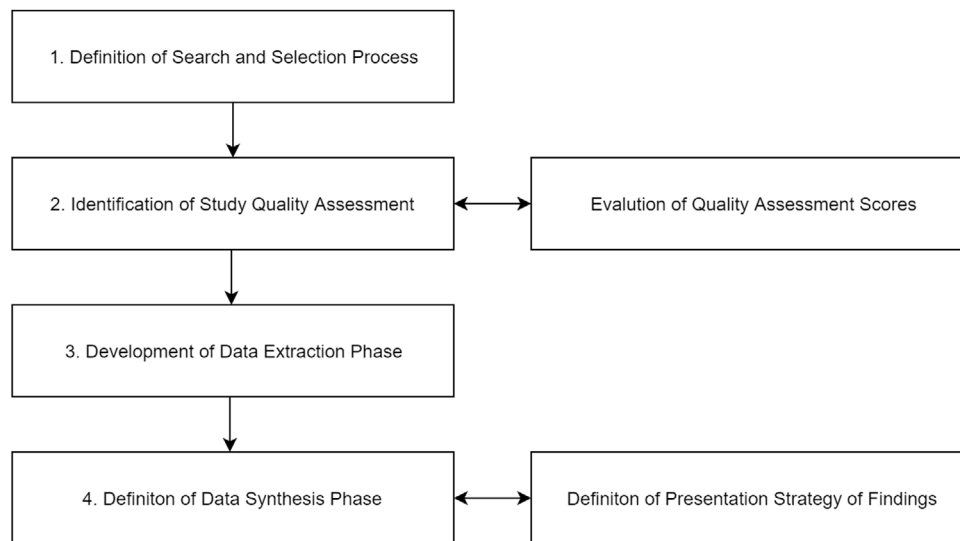 1. Definition of Search and Selection Process
2. Identification of Study Quality Assessment
Evalution of Quality Assessment Scores
3. Development of Data Extraction Phase
4. Definiton of Data Synthesis Phase
Definiton of Presentation Strategy of Findings